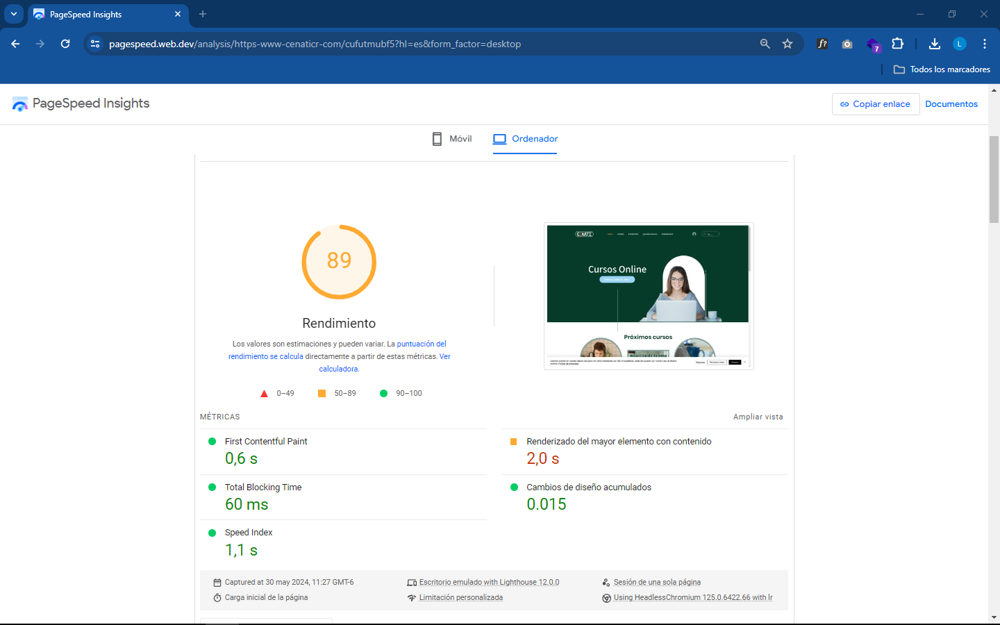 PageSpeed Insights
pagespeed.web.dev/analysis/https-www-cenaticr-com/cufutmubf5?hl=es&form_factor=desktop
f?
7
L
Todos los marcadores
PageSpeed Insights
Copiar enlace
Documentos
Móvil
Ordenador
89
Rendimiento
Los valores son estimaciones y pueden variar. La puntuación del
rendimiento se calcula directamente a partir de estas métricas. Ver
calculadora.
0–49
50–89
90–100
Cursos Online
Próximos cursos
MÉTRICAS
Ampliar vista
First Contentful Paint
0,6 s
Renderizado del mayor elemento con contenido
2,0 s
Total Blocking Time
60 ms
Cambios de diseño acumulados
0.015
Speed Index
1,1 s
Captured at 30 may 2024, 11:27 GMT-6
Escritorio emulado with Lighthouse 12.0.0
Sesión de una sola página
Carga inicial de la página
Limitación personalizada
Using HeadlessChromium 125.0.6422.66 with lr